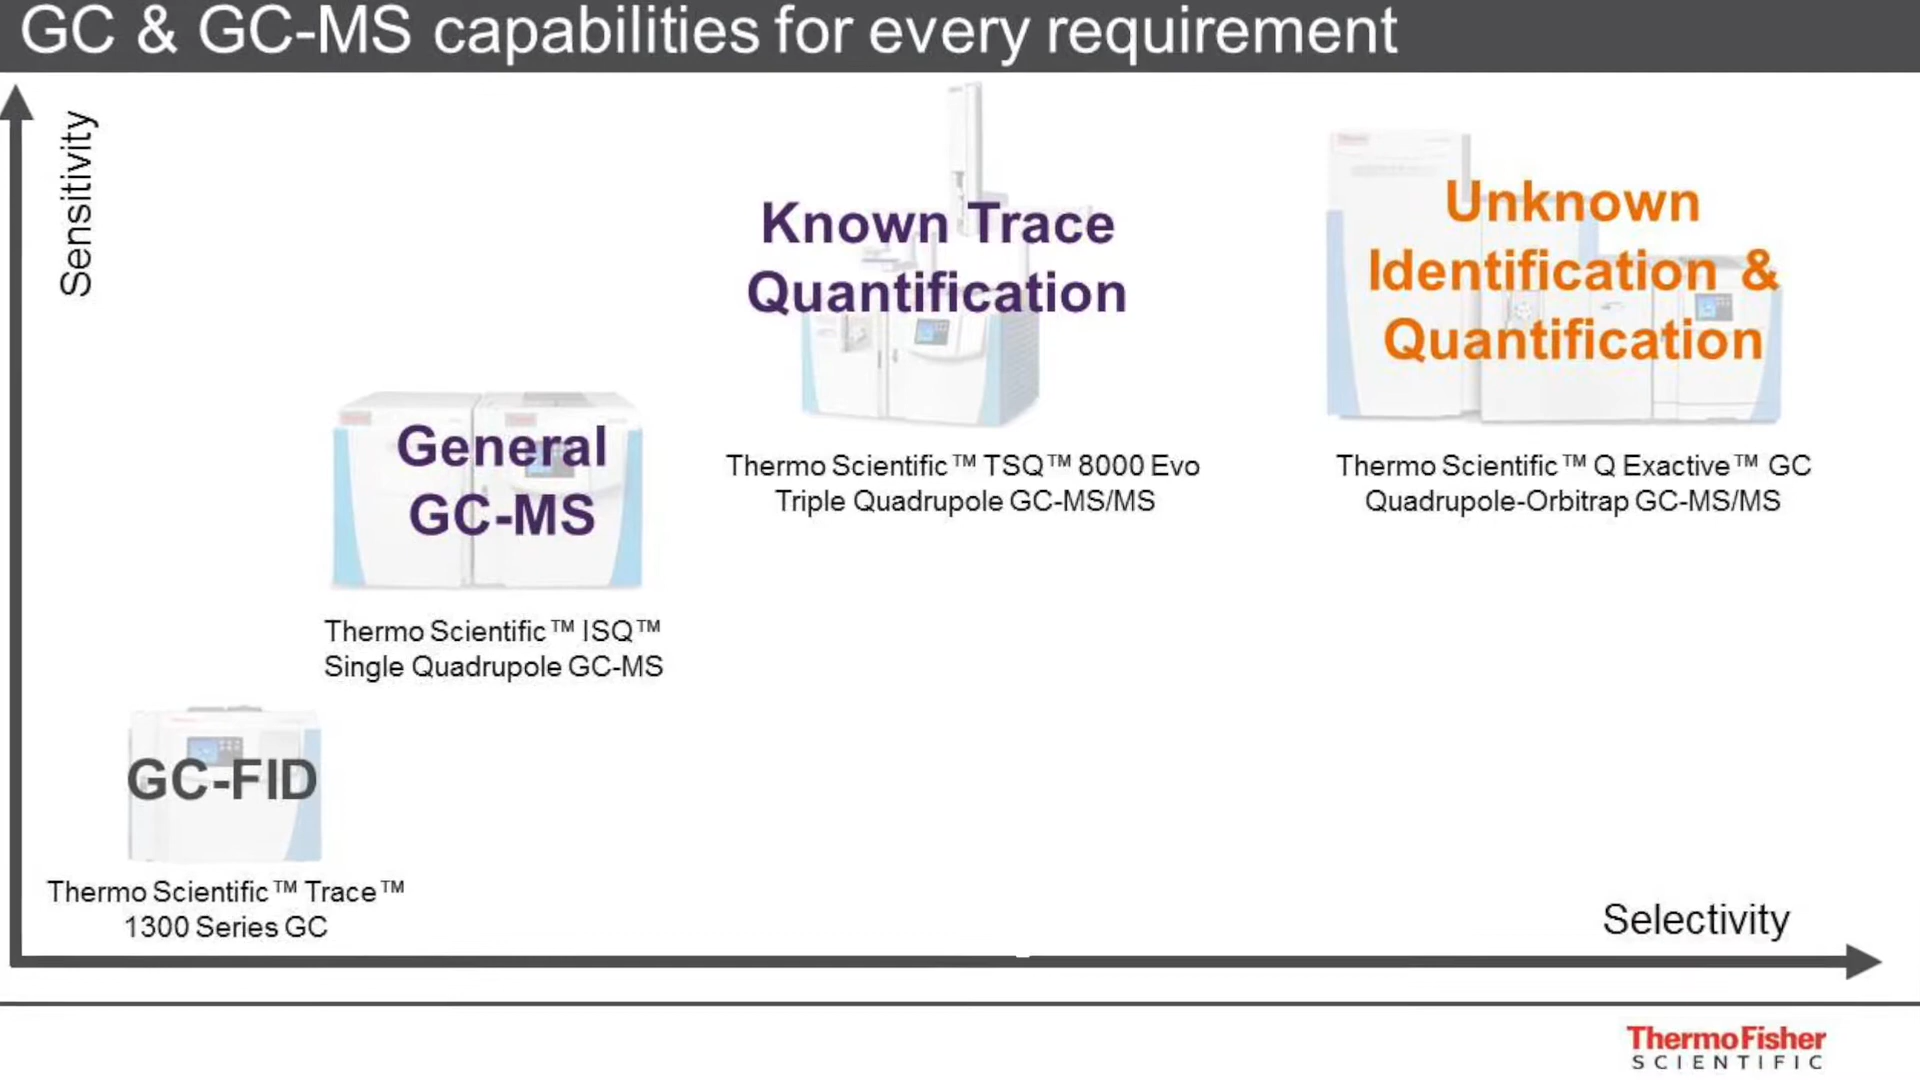 GC & GC-MS capabilities for every requirement
Sensitivity
Known Trace
Quantification
Unknown
Identification &
Quantification
General
GC-MS
Thermo Scientific™ TSQ™ 8000 Evo
Triple Quadrupole GC-MS/MS
Thermo Scientific™ Q Exactive™ GC
Quadrupole-Orbitrap GC-MS/MS
Thermo Scientific™ ISQ™
Single Quadrupole GC-MS
GC-FID
Thermo Scientific™ Trace™
1300 Series GC
Selectivity
ThermoFisher
SCIENTIFIC